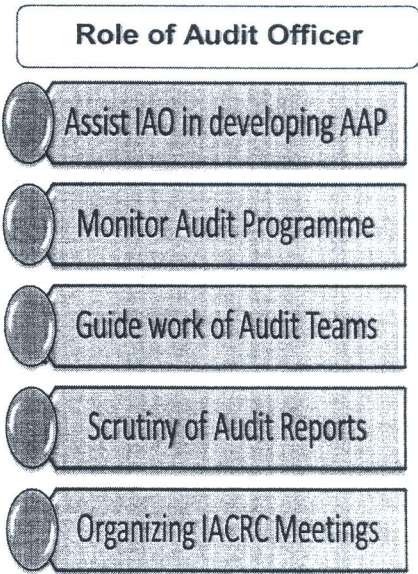 Role of Audit Officer
Assist IAO in developing AAP
Monitor Audit Programme
Guide work of Audit Teams
Scrutiny of Audit Reports
Organizing IACRC Meetings